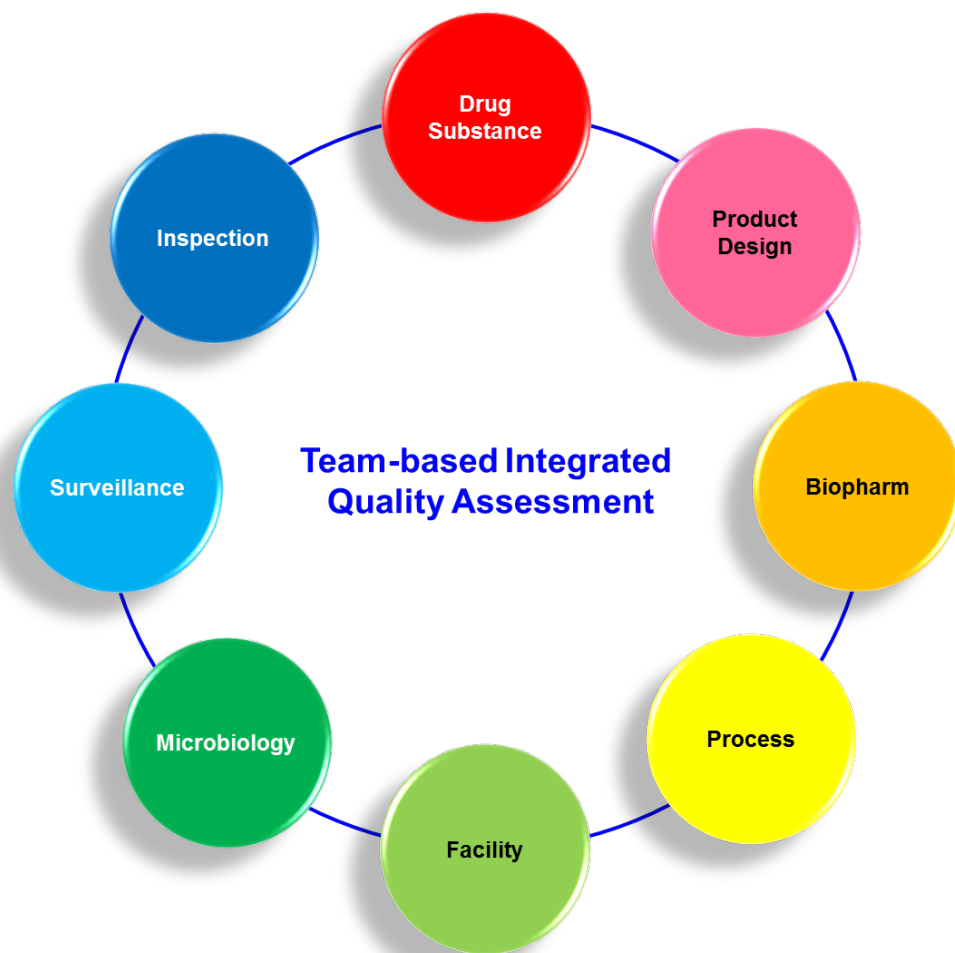 Drug
Substance
Product
Design
Inspection
Team-based Integrated
Quality Assessment
Surveillance
Biopharm
Microbiology
Process
Facility